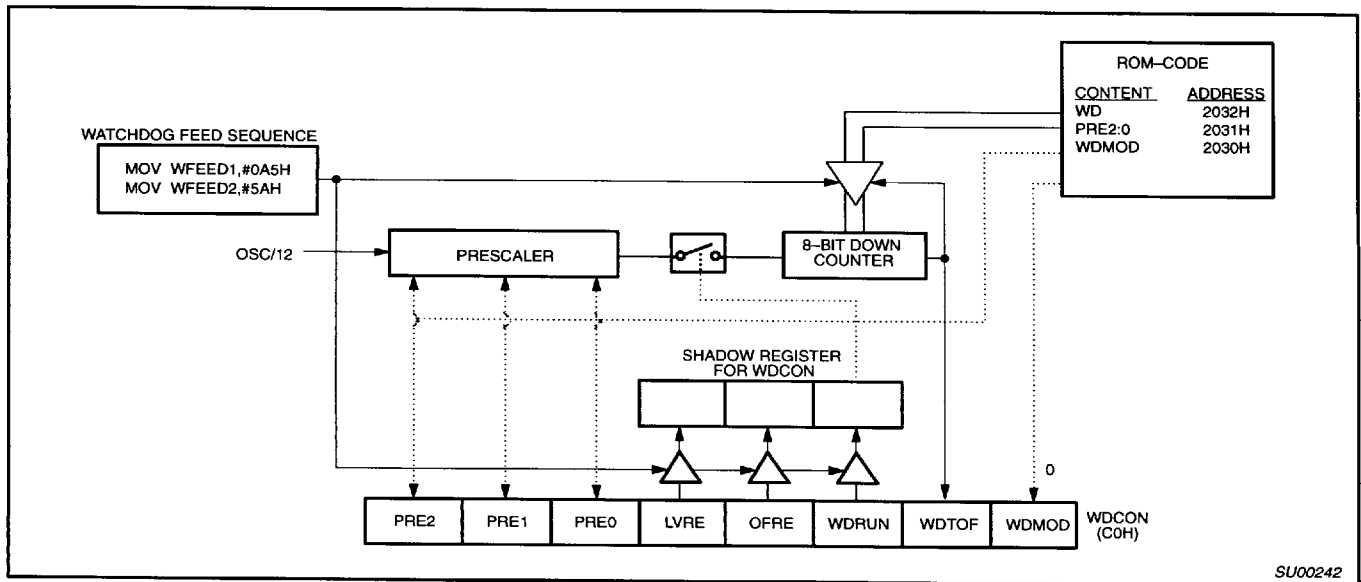 ROM–CODE
CONTENT ADDRESS
WD 2032H
PRE2:0 2031H
WDMOD 2030H
WATCHDOG FEED SEQUENCE
MOV WFEED1,#0A5H
MOV WFEED2,#5AH
OSC/12
PRESCALER
8–BIT DOWN
COUNTER
SHADOW REGISTER
FOR WDCON
0
PRE2 PRE1 PRE0 LVRE OFRE WDRUN WDTOF WDMOD
WDCON
(C0H)
SU00242